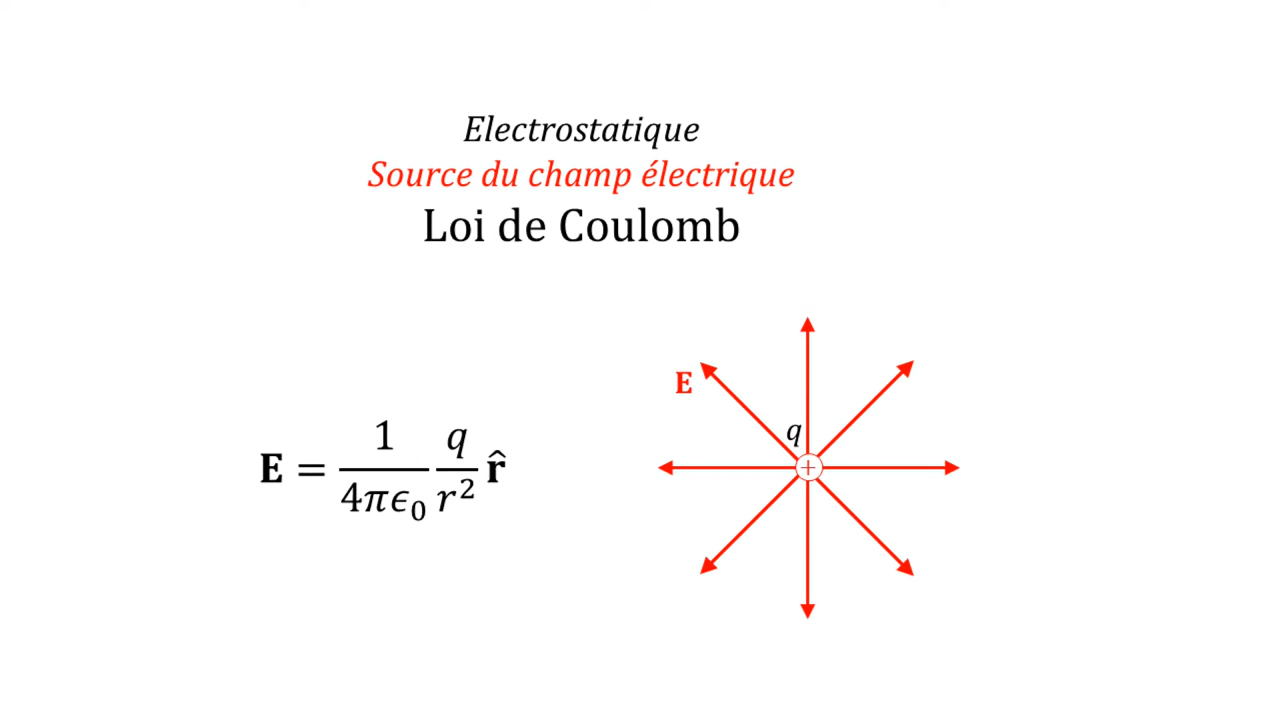 Electrostatique
Source du champ électrique
Loi de Coulomb
E = 1/(4πϵ₀) q/r² r̂
E
q
+